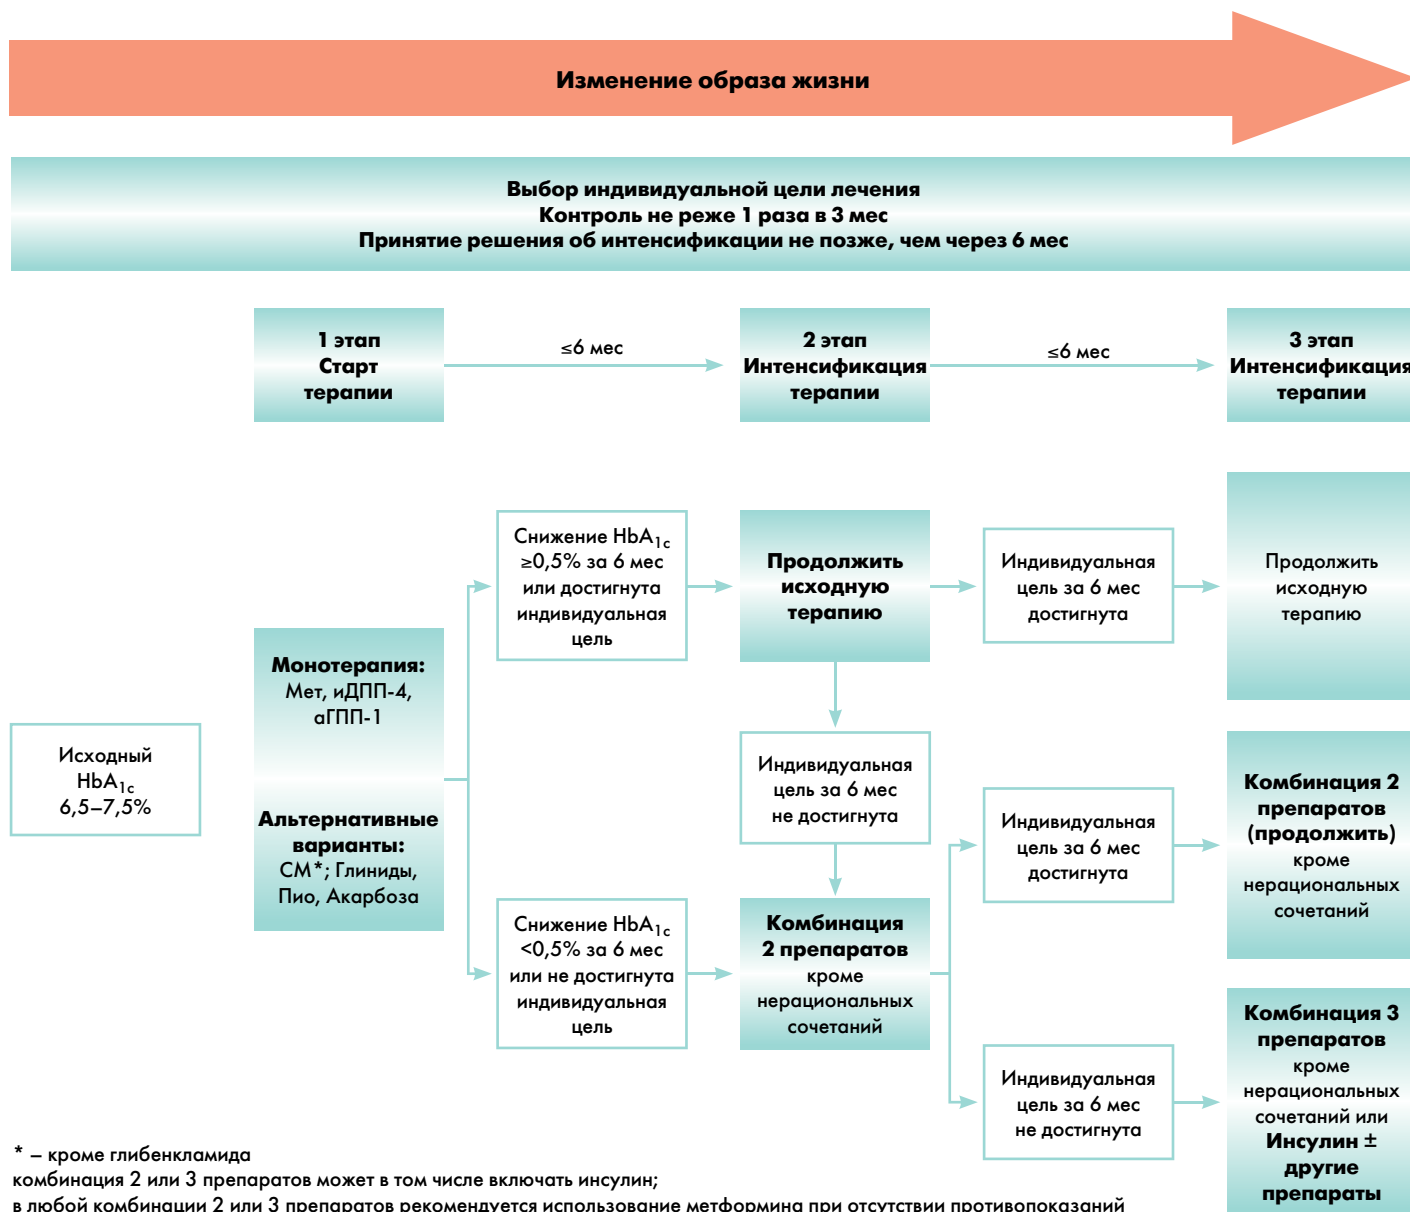 Изменение образа жизни
Выбор индивидуальной цели лечения
Контроль не реже 1 раза в 3 мес
Принятие решения об интенсификации не позже, чем через 6 мес
1 этап
Старт
терапии
≤6 мес
2 этап
Интенсификация
терапии
≤6 мес
3 этап
Интенсификация
терапии
Исходный
HbA1c
6,5–7,5%
Монотерапия:
Мет, иДПП-4,
аГПП-1
Альтернативные
варианты:
СМ*; Глиниды,
Пио, Акарбоза
Снижение HbA1c
≥0,5% за 6 мес
или достигнута
индивидуальная
цель
Продолжить
исходную
терапию
Индивидуальная
цель за 6 мес
достигнута
Продолжить
исходную
терапию
Индивидуальная
цель за 6 мес
не достигнута
Снижение HbA1c
<0,5% за 6 мес
или не достигнута
индивидуальная
цель
Комбинация
2 препаратов
кроме
нерациональных
сочетаний
Индивидуальная
цель за 6 мес
достигнута
Комбинация 2
препаратов
(продолжить)
кроме
нерациональных
сочетаний
Индивидуальная
цель за 6 мес
не достигнута
Комбинация 3
препаратов
кроме
нерациональных
сочетаний или
Инсулин ±
другие
препараты
* – кроме глибенкламида
комбинация 2 или 3 препаратов может в том числе включать инсулин;
в любой комбинации 2 или 3 препаратов рекомендуется использование метформина при отсутствии противопоказаний